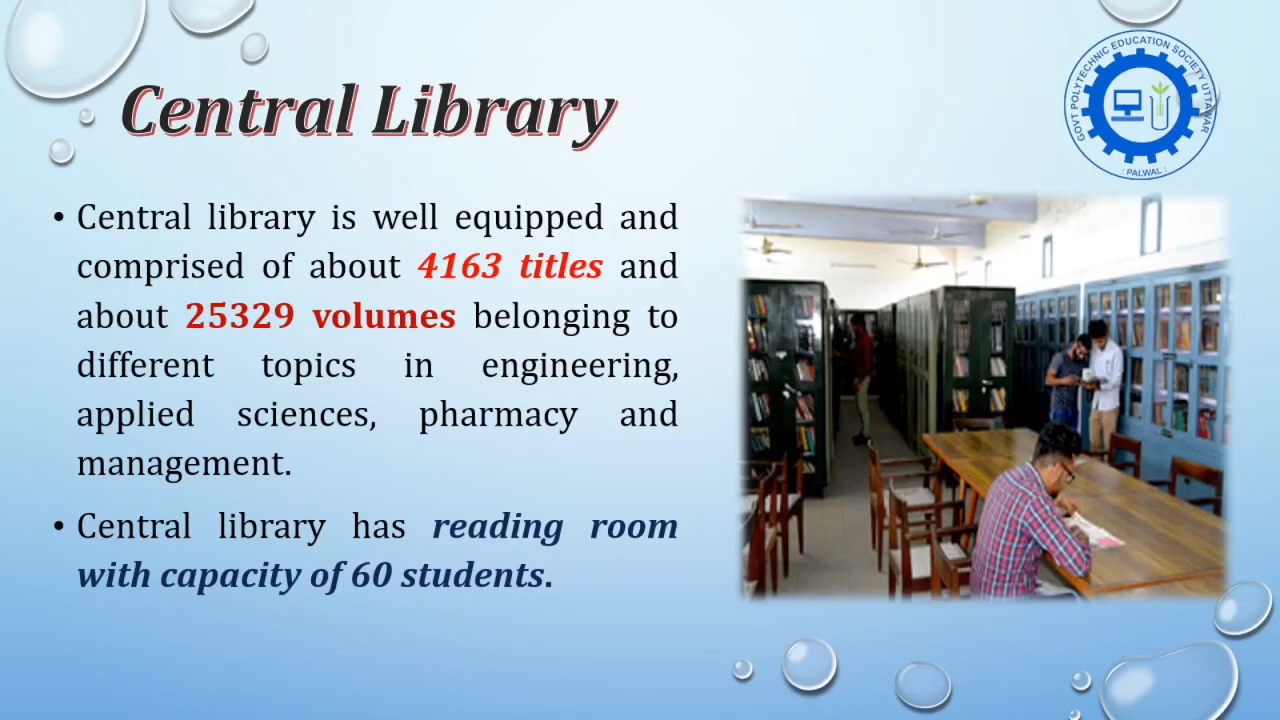 Central Library
GOVT POLYTECHNIC EDUCATION SOCIETY UTTAWAR
: PALWAL :
• Central library is well equipped and
comprised of about 4163 titles and
about 25329 volumes belonging to
different topics in engineering,
applied sciences, pharmacy and
management.
• Central library has reading room
with capacity of 60 students.